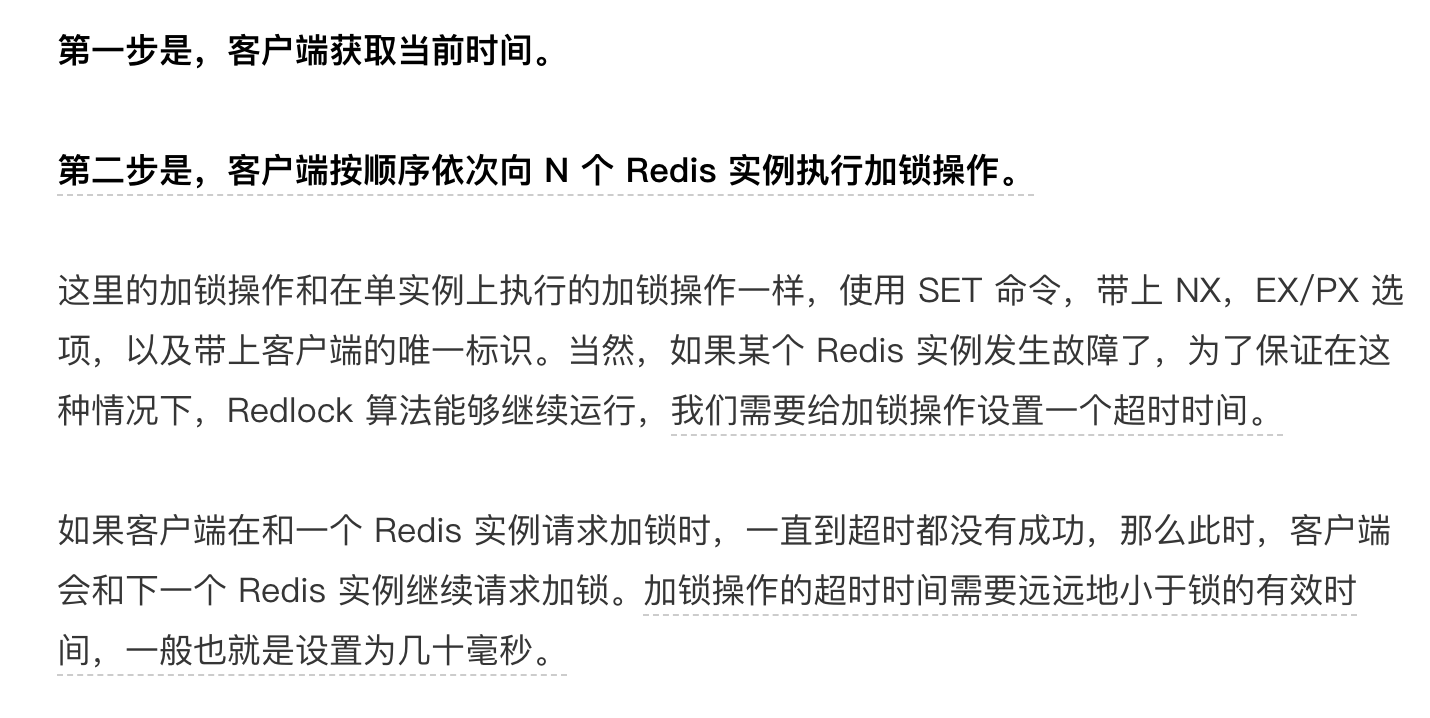 第一步是，客户端获取当前时间。
第二步是，客户端按顺序依次向 N 个 Redis 实例执行加锁操作。
这里的加锁操作和在单实例上执行的加锁操作一样，使用 SET 命令，带上 NX，EX/PX 选
项，以及带上客户端的唯一标识。当然，如果某个 Redis 实例发生故障了，为了保证在这
种情况下，Redlock 算法能够继续运行，我们需要给加锁操作设置一个超时时间。
如果客户端在和一个 Redis 实例请求加锁时，一直到超时都没有成功，那么此时，客户端
会和下一个 Redis 实例继续请求加锁。加锁操作的超时时间需要远远地小于锁的有效时
间，一般也就是设置为几十毫秒。